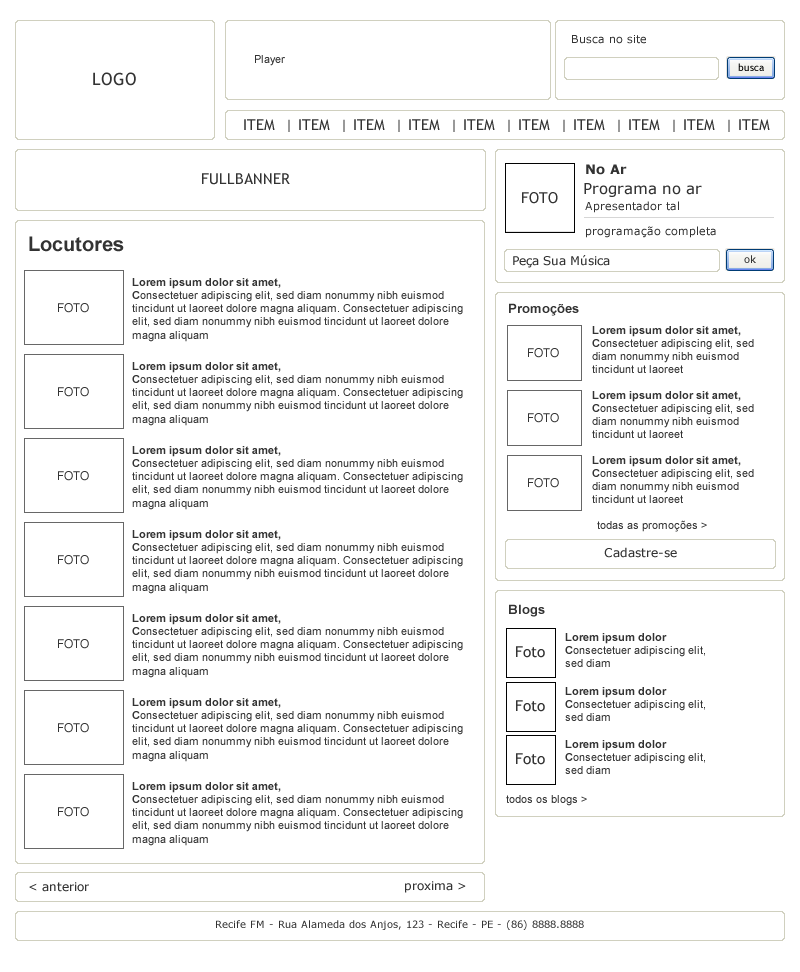 LOGO
Player
Busca no site
busca
ITEM | ITEM | ITEM | ITEM | ITEM | ITEM | ITEM | ITEM | ITEM | ITEM
FULLBANNER
Locutores
FOTO
Lorem ipsum dolor sit amet,
Consectetuer adipiscing elit, sed diam nonummy nibh euismod
tincidunt ut laoreet dolore magna aliquam. Consectetuer adipiscing
elit, sed diam nonummy nibh euismod tincidunt ut laoreet dolore
magna aliquam
FOTO
Lorem ipsum dolor sit amet,
Consectetuer adipiscing elit, sed diam nonummy nibh euismod
tincidunt ut laoreet dolore magna aliquam. Consectetuer adipiscing
elit, sed diam nonummy nibh euismod tincidunt ut laoreet dolore
magna aliquam
FOTO
Lorem ipsum dolor sit amet,
Consectetuer adipiscing elit, sed diam nonummy nibh euismod
tincidunt ut laoreet dolore magna aliquam. Consectetuer adipiscing
elit, sed diam nonummy nibh euismod tincidunt ut laoreet dolore
magna aliquam
FOTO
Lorem ipsum dolor sit amet,
Consectetuer adipiscing elit, sed diam nonummy nibh euismod
tincidunt ut laoreet dolore magna aliquam. Consectetuer adipiscing
elit, sed diam nonummy nibh euismod tincidunt ut laoreet dolore
magna aliquam
FOTO
Lorem ipsum dolor sit amet,
Consectetuer adipiscing elit, sed diam nonummy nibh euismod
tincidunt ut laoreet dolore magna aliquam. Consectetuer adipiscing
elit, sed diam nonummy nibh euismod tincidunt ut laoreet dolore
magna aliquam
FOTO
Lorem ipsum dolor sit amet,
Consectetuer adipiscing elit, sed diam nonummy nibh euismod
tincidunt ut laoreet dolore magna aliquam. Consectetuer adipiscing
elit, sed diam nonummy nibh euismod tincidunt ut laoreet dolore
magna aliquam
FOTO
Lorem ipsum dolor sit amet,
Consectetuer adipiscing elit, sed diam nonummy nibh euismod
tincidunt ut laoreet dolore magna aliquam. Consectetuer adipiscing
elit, sed diam nonummy nibh euismod tincidunt ut laoreet dolore
magna aliquam
< anterior
proxima >
FOTO
No Ar
Programa no ar
Apresentador tal
programação completa
Peça Sua Música
ok
Promoções
FOTO
Lorem ipsum dolor sit amet,
Consectetuer adipiscing elit, sed
diam nonummy nibh euismod
tincidunt ut laoreet
FOTO
Lorem ipsum dolor sit amet,
Consectetuer adipiscing elit, sed
diam nonummy nibh euismod
tincidunt ut laoreet
FOTO
Lorem ipsum dolor sit amet,
Consectetuer adipiscing elit, sed
diam nonummy nibh euismod
tincidunt ut laoreet
todas as promoções >
Cadastre-se
Blogs
Foto
Lorem ipsum dolor
Consectetuer adipiscing elit,
sed diam
Foto
Lorem ipsum dolor
Consectetuer adipiscing elit,
sed diam
Foto
Lorem ipsum dolor
Consectetuer adipiscing elit,
sed diam
todos os blogs >
Recife FM - Rua Alameda dos Anjos, 123 - Recife - PE - (86) 8888.8888